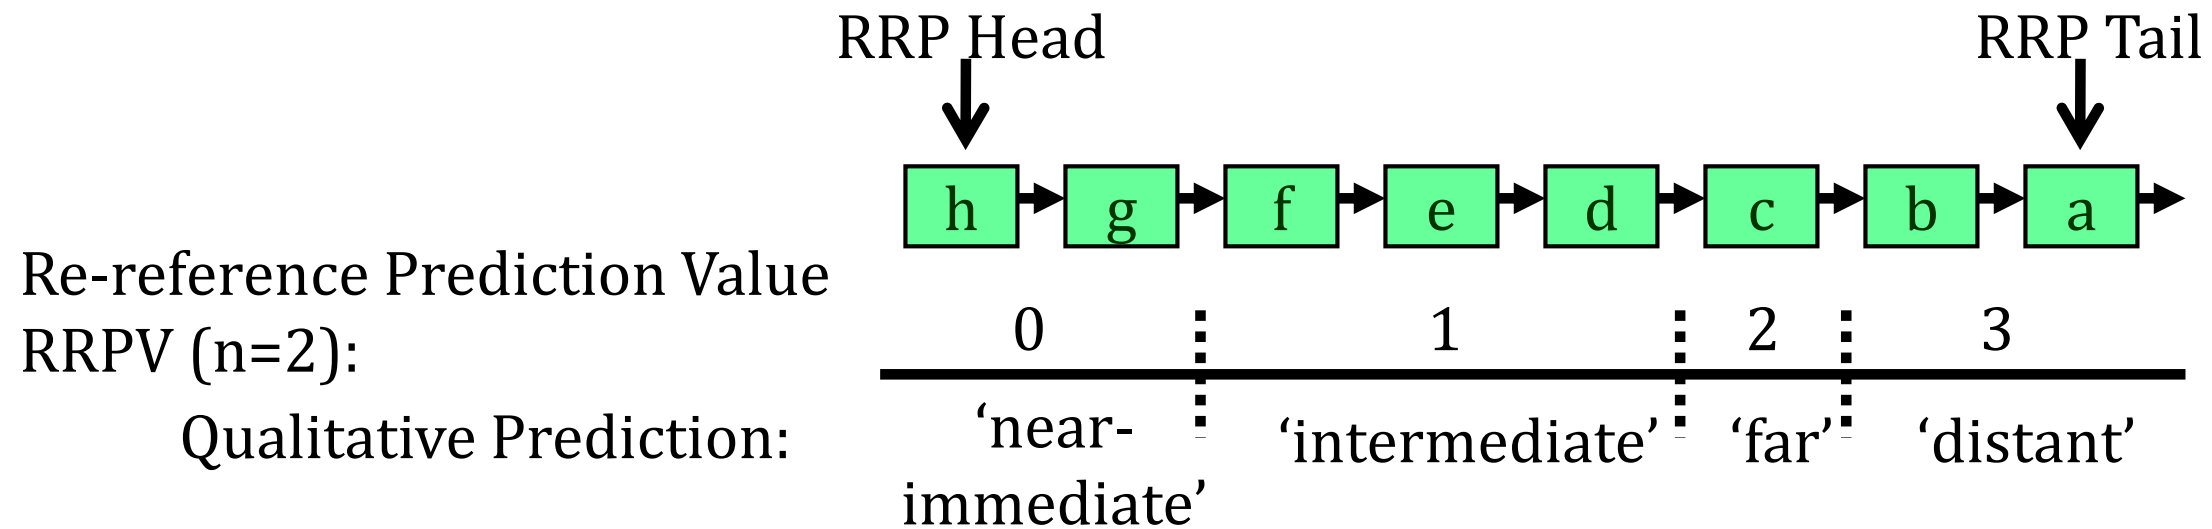 RRP Head RRP Tail
h g f e d c b a
Re-reference Prediction Value
RRPV (n=2): 0 1 2 3
Qualitative Prediction: ‘near- ‘intermediate’ ‘far’ ‘distant’
immediate’